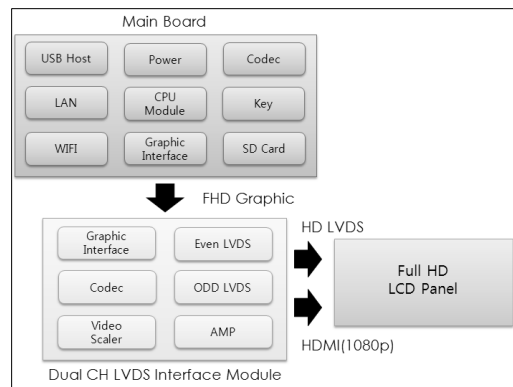 Main Board
USB Host
Power
Codec
LAN
CPU
Module
Key
WIFI
Graphic
Interface
SD Card
FHD Graphic
Graphic
Interface
Even LVDS
Codec
ODD LVDS
Video
Scaler
AMP
HD LVDS
HDMI(1080p)
Full HD
LCD Panel
Dual CH LVDS Interface Module